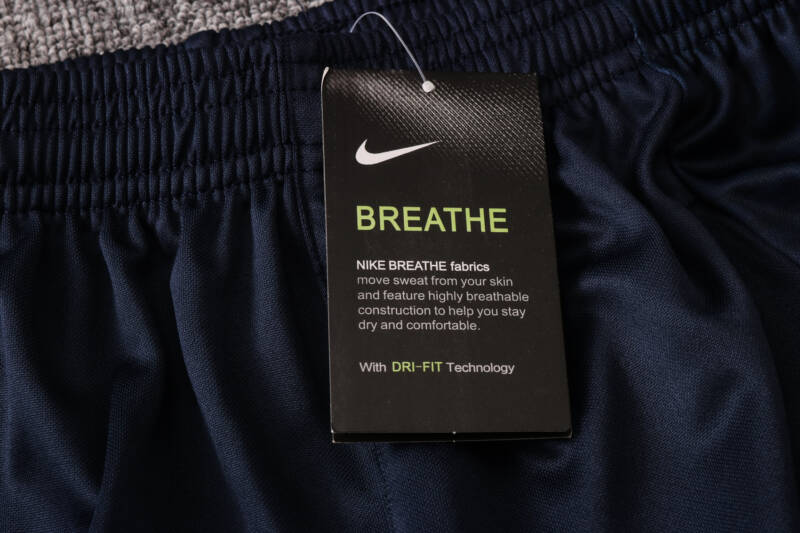 BREATHE
NIKE BREATHE fabrics
move sweat from your skin
and feature highly breathable
construction to help you stay
dry and comfortable.
With DRI-FIT Technology